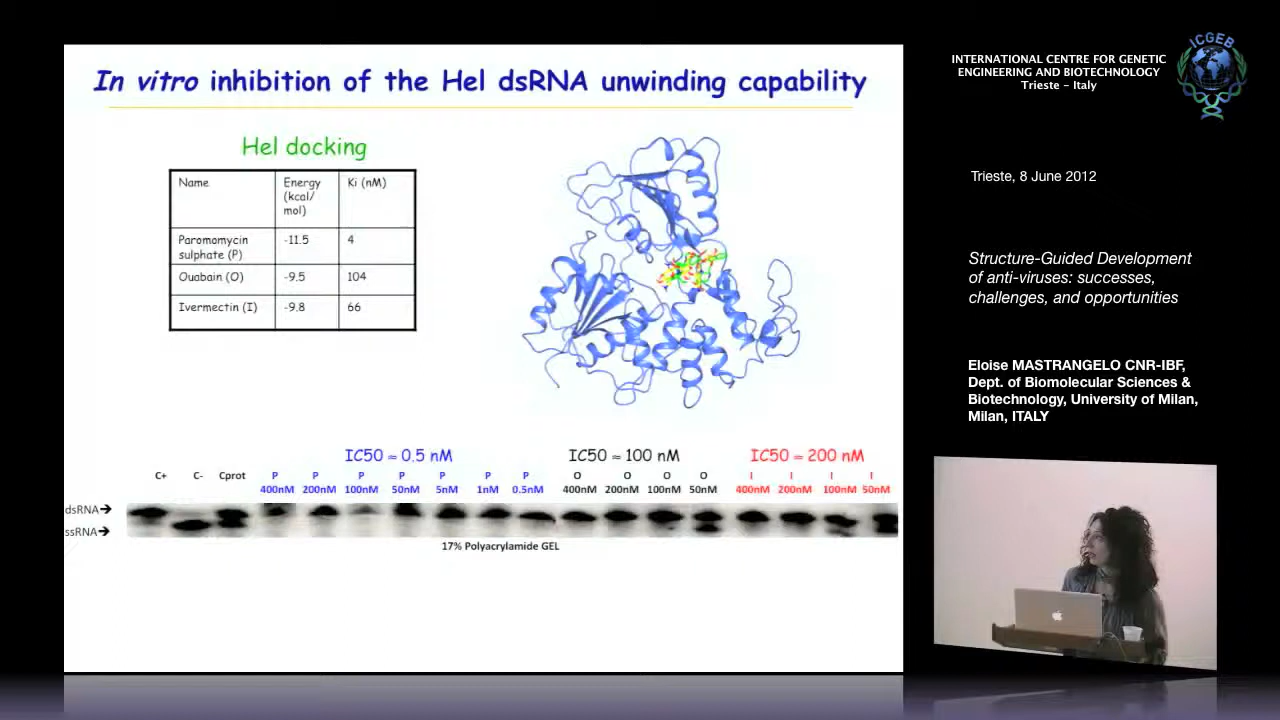 In vitro inhibition of the Hel dsRNA unwinding capability
Hel docking
Name Energy (kcal/mol) Ki (nM)
Paromomycin sulphate (P) -11.5 4
Ouabain (O) -9.5 104
Ivermectin (I) -9.8 66
IC50 ≈ 0.5 nM IC50 ≈ 100 nM IC50 ≈ 200 nM
C+ C- Cprot P P P P P P P O O O O I I I I
400nM 200nM 100nM 50nM 5nM 1nM 0.5nM 400nM 200nM 100nM 50nM 400nM 200nM 100nM 50nM
dsRNA→
ssRNA→
17% Polyacrylamide GEL
INTERNATIONAL CENTRE FOR GENETIC
ENGINEERING AND BIOTECHNOLOGY
Trieste - Italy
ICGEB
Trieste, 8 June 2012
Structure-Guided Development
of anti-viruses: successes,
challenges, and opportunities
Eloise MASTRANGELO CNR-IBF,
Dept. of Biomolecular Sciences &
Biotechnology, University of Milan,
Milan, ITALY